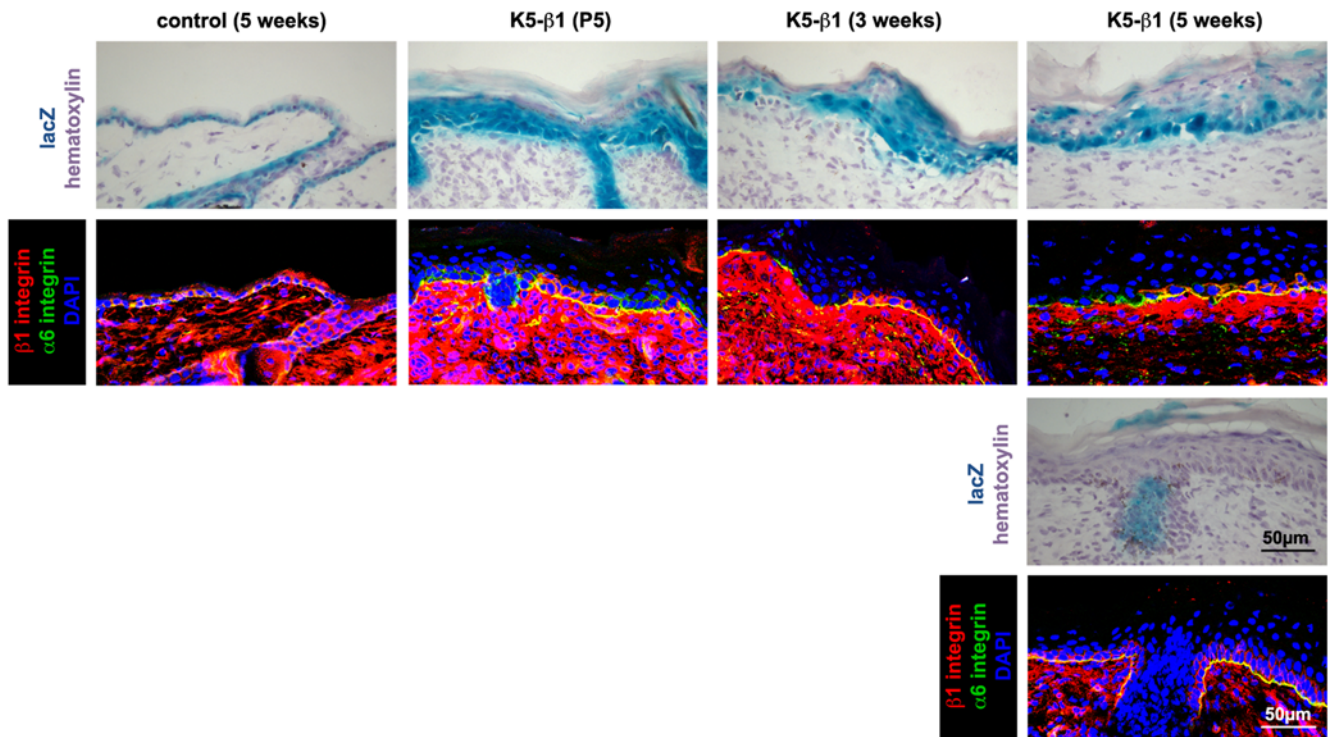 control (5 weeks)
K5-β1 (P5)
K5-β1 (3 weeks)
K5-β1 (5 weeks)
lacZ
hematoxylin
β1 integrin
α6 integrin
DAPI
lacZ
hematoxylin
50µm
β1 integrin
α6 integrin
DAPI
50µm